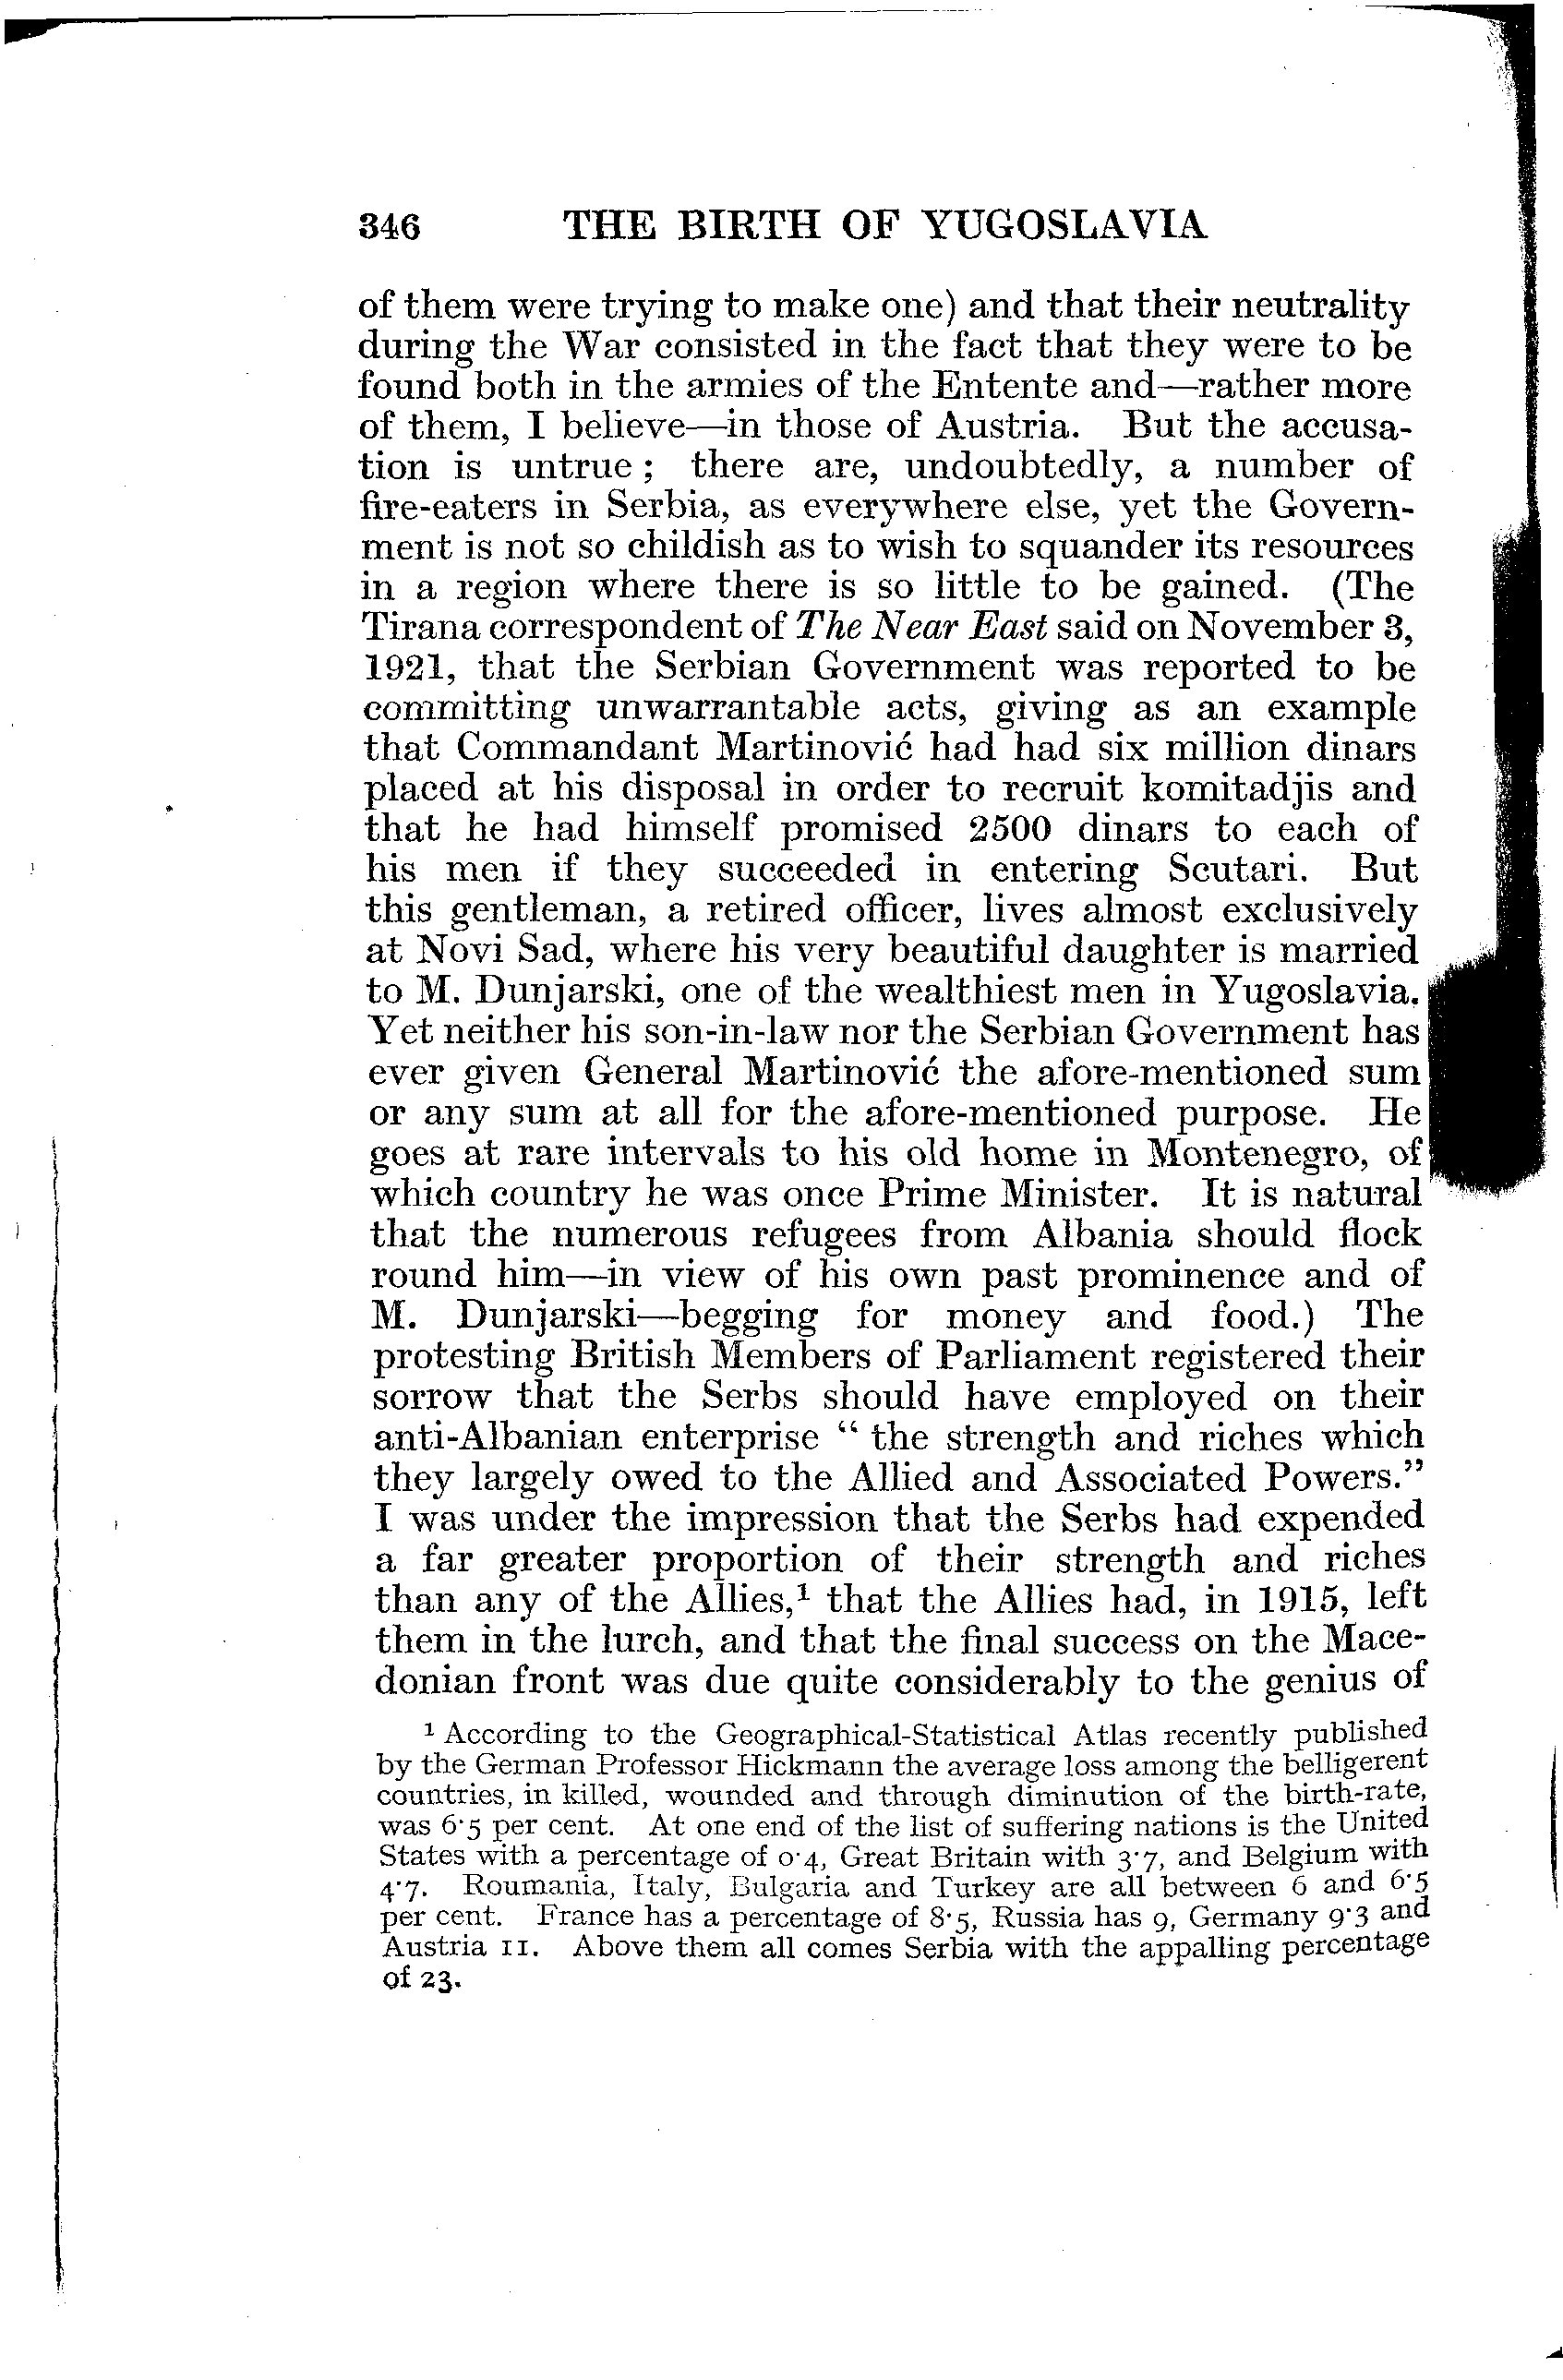 346 THE BIRTH OF YUGOSLAVIA
of them were trying to make one) and that their neutrality
during the War consisted in the fact that they were to be
found both in the armies of the Entente and—rather more
of them, I believe—in those of Austria. But the accusa-
tion is untrue; there are, undoubtedly, a number of
fire-eaters in Serbia, as everywhere else, yet the Govern-
ment is not so childish as to wish to squander its resources
in a region where there is so little to be gained. (The
Tirana correspondent of The Near East said on November 3,
1921, that the Serbian Government was reported to be
committing unwarrantable acts, giving as an example
that Commandant Martinović had had six million dinars
placed at his disposal in order to recruit komitadjis and
that he had himself promised 2500 dinars to each of
his men if they succeeded in entering Scutari. But
this gentleman, a retired officer, lives almost exclusively
at Novi Sad, where his very beautiful daughter is married
to M. Dunjarski, one of the wealthiest men in Yugoslavia.
Yet neither his son-in-law nor the Serbian Government has
ever given General Martinović the afore-mentioned sum
or any sum at all for the afore-mentioned purpose. He
goes at rare intervals to his old home in Montenegro, of
which country he was once Prime Minister. It is natural
that the numerous refugees from Albania should flock
round him—in view of his own past prominence and of
M. Dunjarski—begging for money and food.) The
protesting British Members of Parliament registered their
sorrow that the Serbs should have employed on their
anti-Albanian enterprise “ the strength and riches which
they largely owed to the Allied and Associated Powers.”
I was under the impression that the Serbs had expended
a far greater proportion of their strength and riches
than any of the Allies,¹ that the Allies had, in 1915, left
them in the lurch, and that the final success on the Mace-
donian front was due quite considerably to the genius of
¹ According to the Geographical-Statistical Atlas recently published
by the German Professor Hickmann the average loss among the belligerent
countries, in killed, wounded and through diminution of the birth-rate,
was 6·5 per cent. At one end of the list of suffering nations is the United
States with a percentage of 0·4, Great Britain with 3·7, and Belgium with
4·7. Roumania, Italy, Bulgaria and Turkey are all between 6 and 6·5
per cent. France has a percentage of 8·5, Russia has 9, Germany 9·3 and
Austria 11. Above them all comes Serbia with the appalling percentage
of 23.